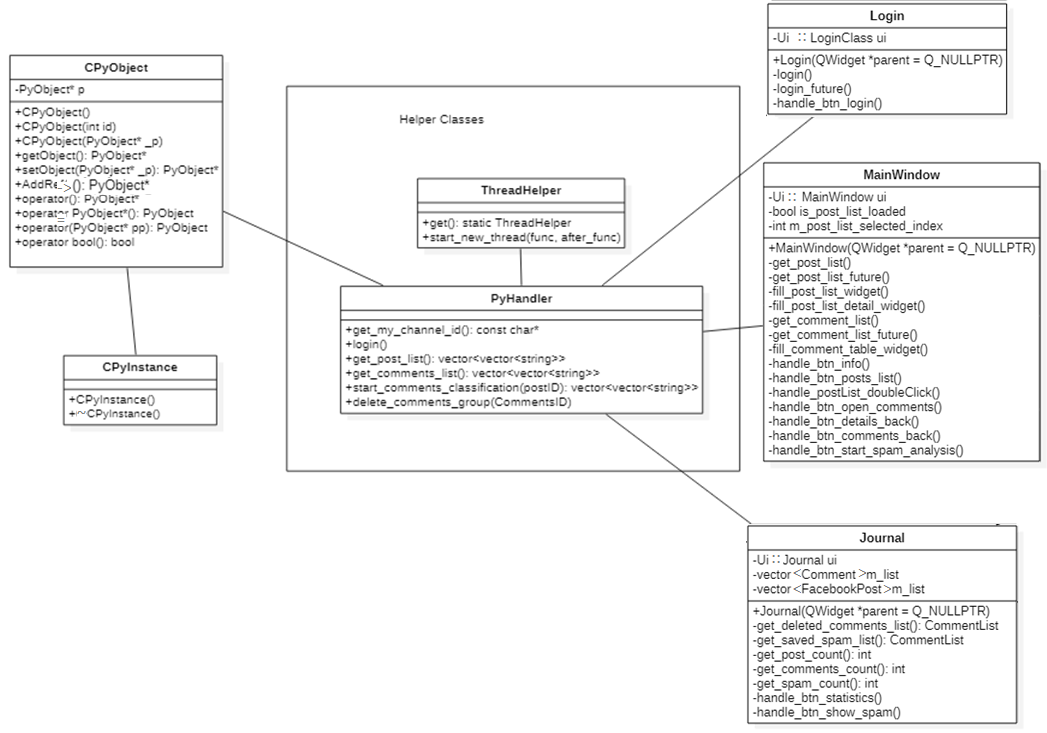 CPyObject
-PyObject* p
+CPyObject()
+CPyObject(int id)
+CPyObject(PyObject* _p)
+getObject(): PyObject*
+setObject(PyObject* _p): PyObject*
(): PyObject*
+operator(): PyObject*
+operator PyObject*(): PyObject
+operator(PyObject* pp): PyObject
+operator bool(): bool
CPyInstance
+CPyInstance()
+~CPyInstance()
Helper Classes
ThreadHelper
+get(): static ThreadHelper
+start_new_thread(func, after_func)
PyHandler
+get_my_channel_id(): const char*
+login()
+get_post_list(): vector<vector<string>>
+get_comments_list(): vector<vector<string>>
+start_comments_classification(postID): vector<vector<string>>
+delete_comments_group(CommentsID)
Login
-Ui :: LoginClass ui
+Login(QWidget *parent = Q_NULLPTR)
-login()
-login_future()
-handle_btn_login()
MainWindow
-Ui :: MainWindow ui
-bool is_post_list_loaded
-int m_post_list_selected_index
+MainWindow(QWidget *parent = Q_NULLPTR)
-get_post_list()
-get_post_list_future()
-fill_post_list_widget()
-fill_post_list_detail_widget()
-get_comment_list()
-get_comment_list_future()
-fill_comment_table_widget()
-handle_btn_info()
-handle_btn_posts_list()
-handle_postList_doubleClick()
-handle_btn_open_comments()
-handle_btn_details_back()
-handle_btn_comments_back()
-handle_btn_start_spam_analysis()
Journal
-Ui :: Journal ui
-vector <Comment >m_list
-vector <FacebookPost >m_list
+Journal(QWidget *parent = Q_NULLPTR)
-get_deleted_comments_list(): CommentList
-get_saved_spam_list(): CommentList
-get_post_count(): int
-get_comments_count(): int
-get_spam_count(): int
-handle_btn_statistics()
-handle_btn_show_spam()